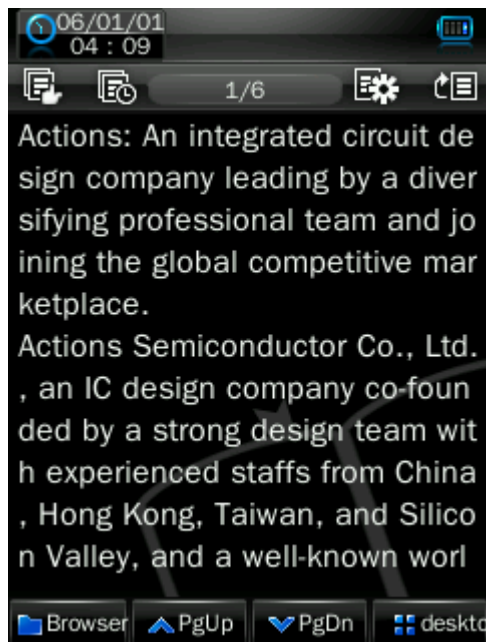 06/01/01
04 : 09
1/6
Actions: An integrated circuit de
sign company leading by a diver
sifying professional team and jo
ining the global competitive mar
ketplace.
Actions Semiconductor Co., Ltd.
, an IC design company co-foun
ded by a strong design team wit
h experienced staffs from China
, Hong Kong, Taiwan, and Silico
n Valley, and a well-known worl
Browser PgUp PgDn deskto